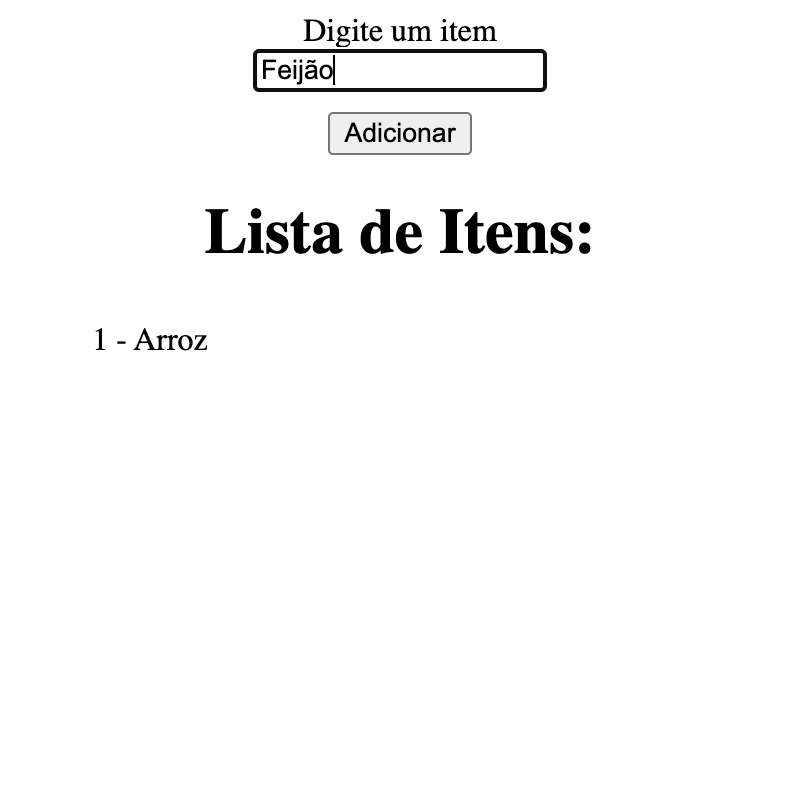 Digite um item
Feijão
Adicionar
Lista de Itens:
1 - Arroz